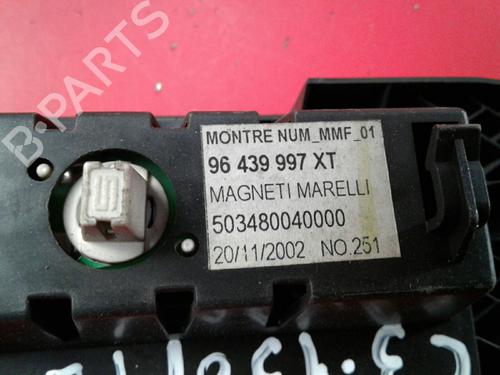 B-PARTS
MONTRE NUM_MMF_01
96 439 997 XT
MAGNETI MARELLI
503480040000
20/11/2002 NO.251